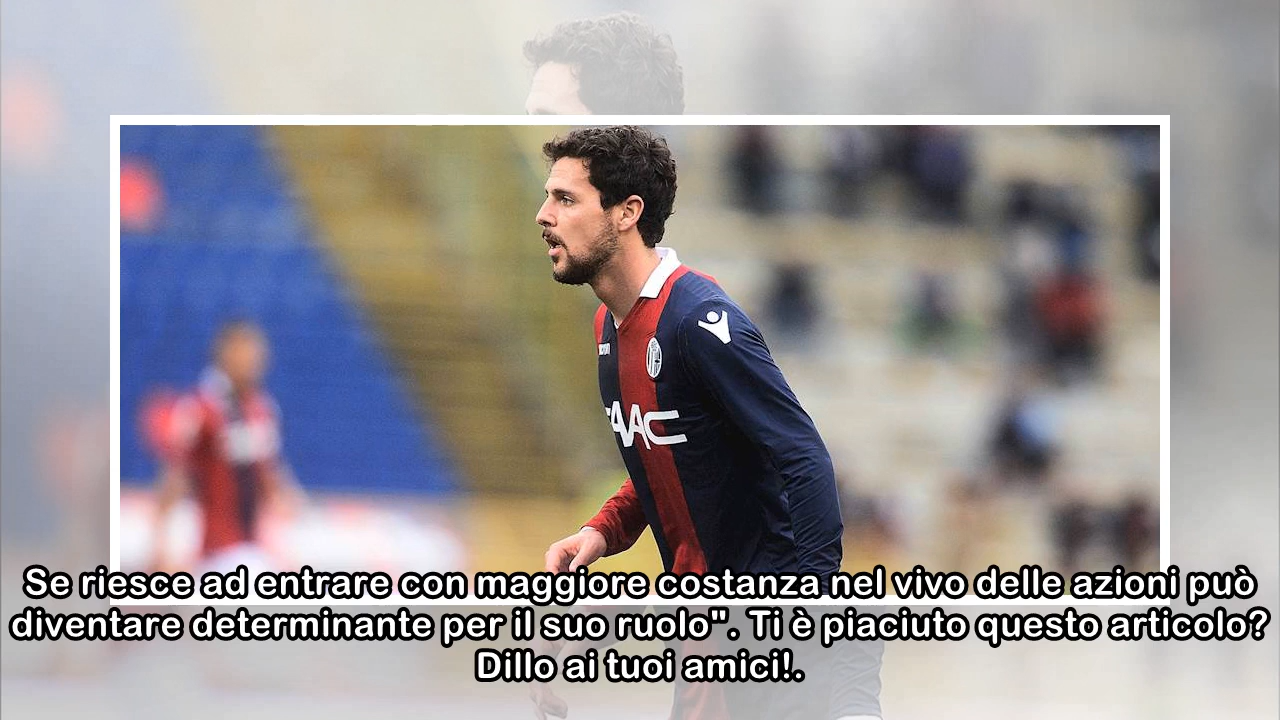 FAAC
Se riesce ad entrare con maggiore costanza nel vivo delle azioni può
diventare determinante per il suo ruolo". Ti è piaciuto questo articolo?
Dillo ai tuoi amici!.